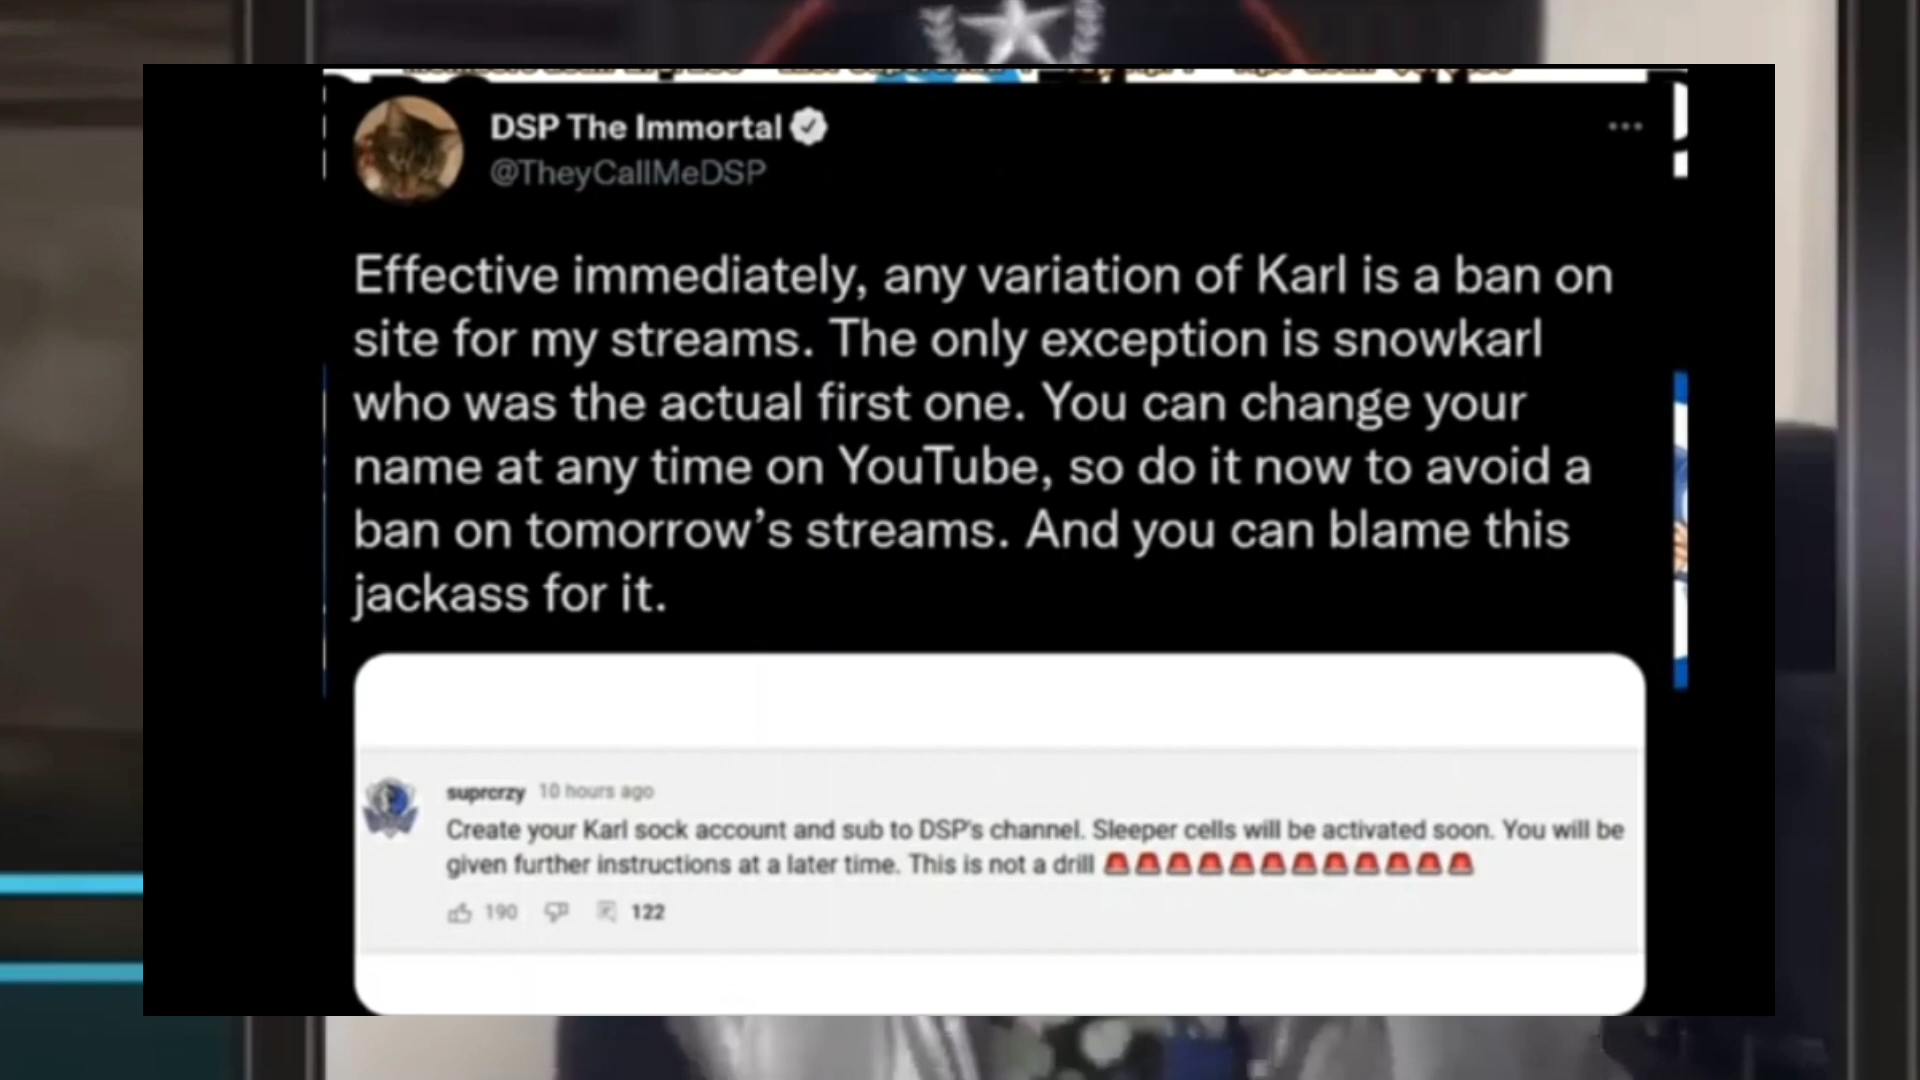 DSP The Immortal
@TheyCallMeDSP
Effective immediately, any variation of Karl is a ban on
site for my streams. The only exception is snowkarl
who was the actual first one. You can change your
name at any time on YouTube, so do it now to avoid a
ban on tomorrow’s streams. And you can blame this
jackass for it.
suprcrzy 10 hours ago
Create your Karl sock account and sub to DSP's channel. Sleeper cells will be activated soon. You will be
given further instructions at a later time. This is not a drill 🚨🚨🚨🚨🚨🚨🚨🚨🚨🚨🚨🚨
190 122